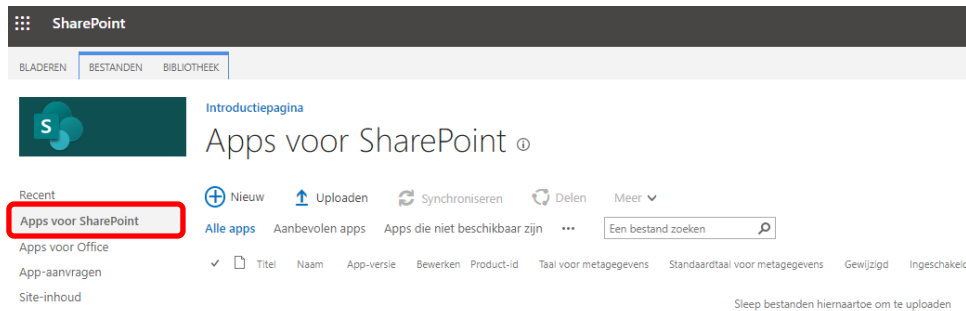 SharePoint
BLADEREN BESTANDEN BIBLIOTHEEK
S
Introductiepagina
Apps voor SharePoint
Recent
Apps voor SharePoint
Apps voor Office
App-aanvragen
Site-inhoud
Nieuw Uploaden Synchroniseren Delen Meer
Alle apps Aanbevolen apps Apps die niet beschikbaar zijn ••• Een bestand zoeken
Titel Naam App-versie Bewerken Product-id Taal voor metagegevens Standaardtaal voor metagegevens Gewijzigd
Sleep bestanden hiernaartoe om te uploaden